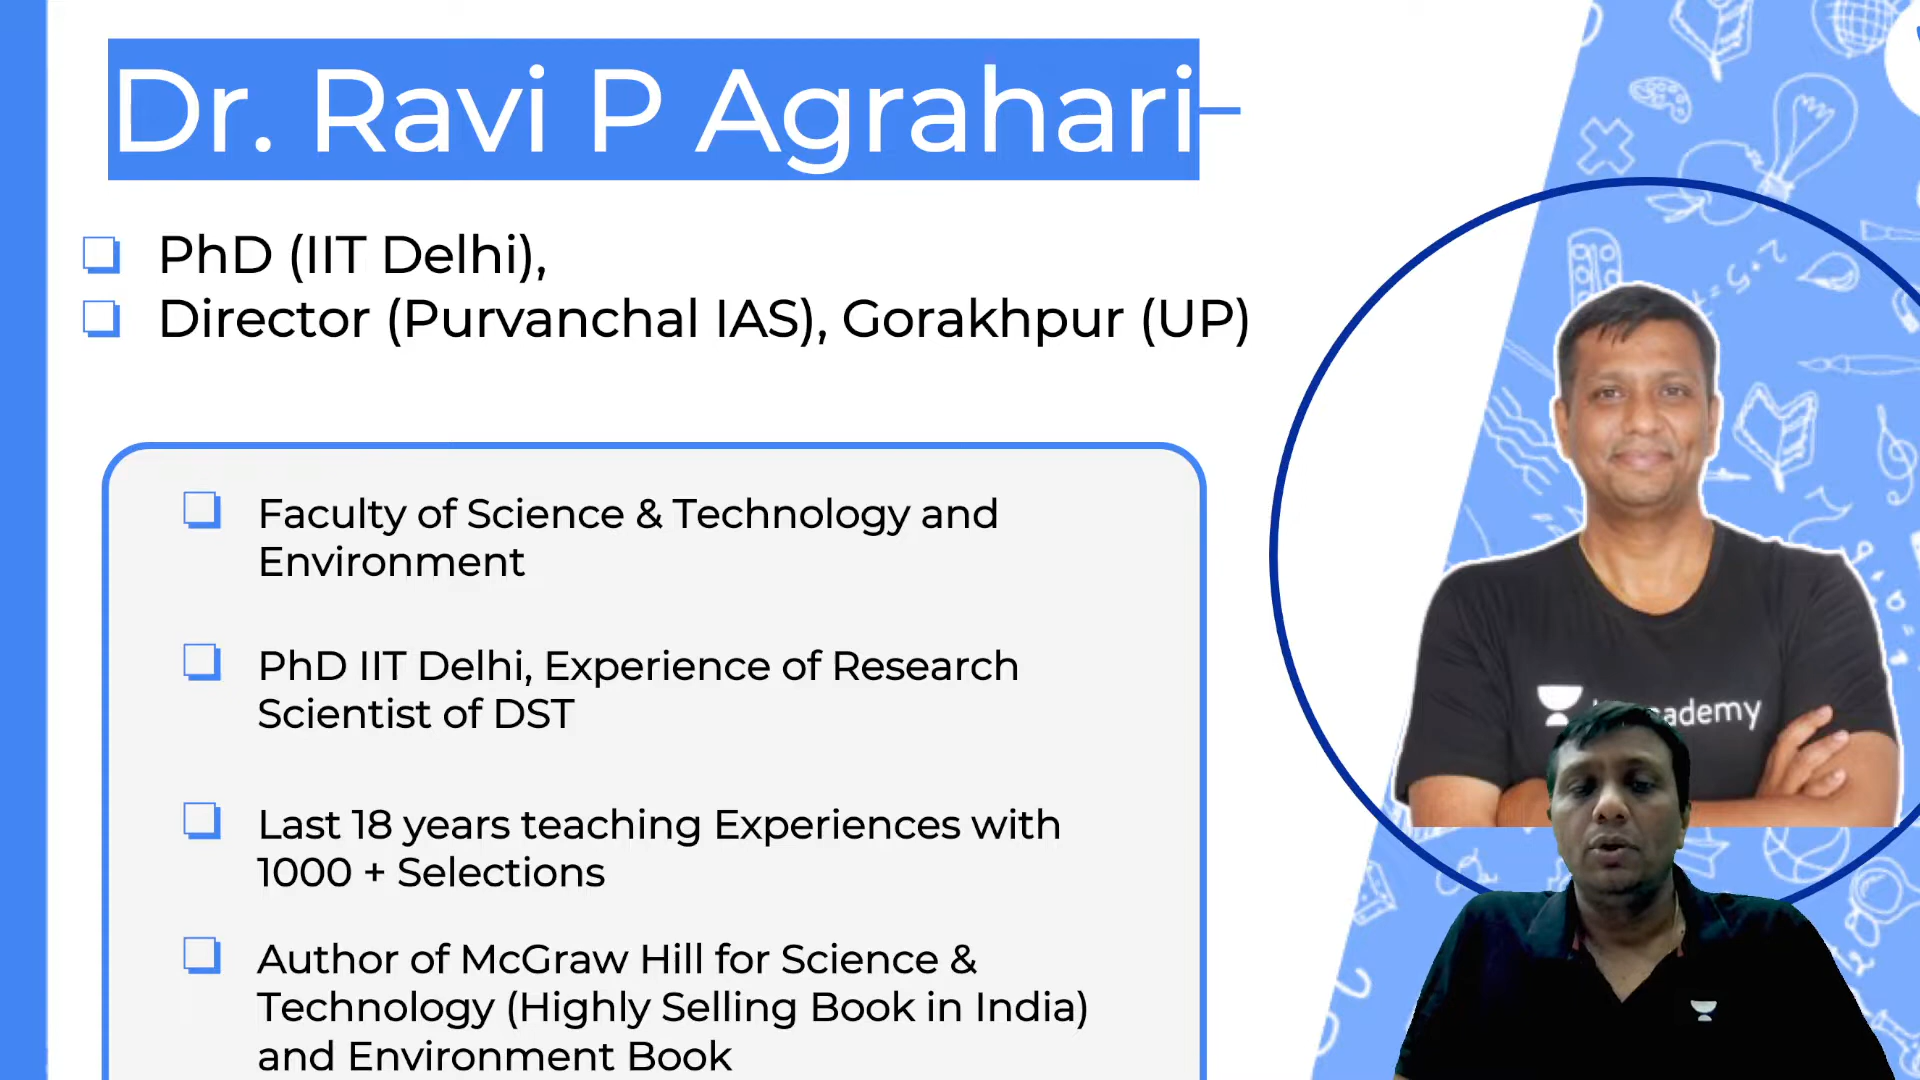 Dr. Ravi P Agrahari–
PhD (IIT Delhi),
Director (Purvanchal IAS), Gorakhpur (UP)
Faculty of Science & Technology and
Environment
PhD IIT Delhi, Experience of Research
Scientist of DST
Last 18 years teaching Experiences with
1000 + Selections
Author of McGraw Hill for Science &
Technology (Highly Selling Book in India)
and Environment Book